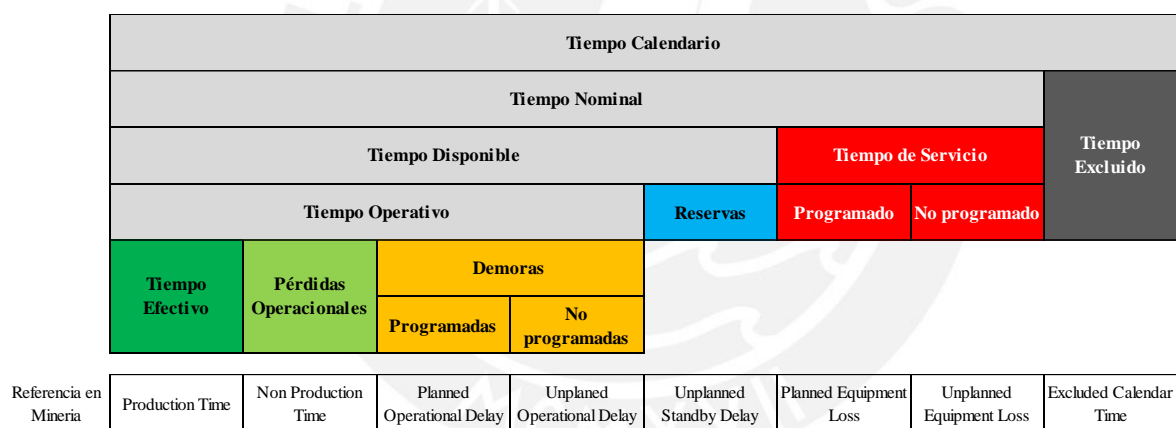 Tiempo Calendario
Tiempo Nominal
Tiempo
Excluido
Tiempo Disponible
Tiempo de Servicio
Tiempo Operativo
Reservas
Programado
No programado
Tiempo
Efectivo
Pérdidas
Operacionales
Demoras
Programadas
No
programadas
Referencia en
Mineria
Production Time
Non Production
Time
Planned
Operational Delay
Unplaned
Operational Delay
Unplanned
Standby Delay
Planned Equipment
Loss
Unplanned
Equipment Loss
Excluded Calendar
Time